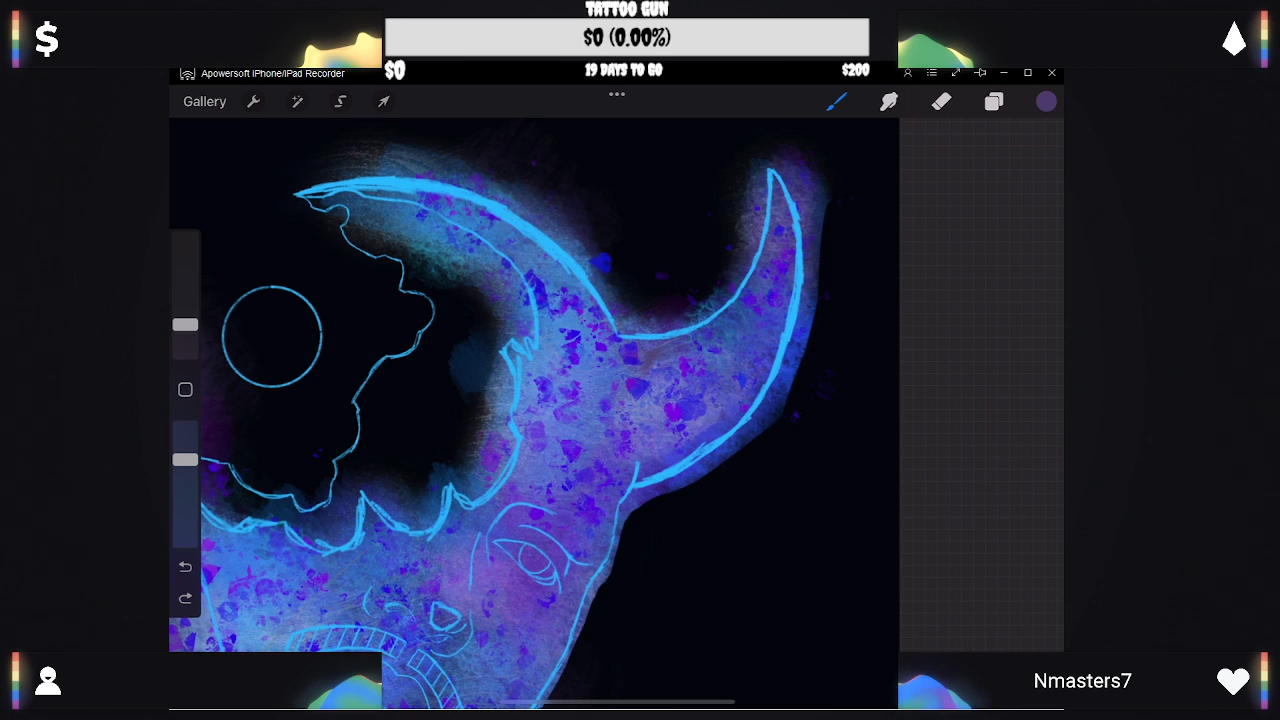 TATTOO GUN
$0 (0.00%)
$0 19 DAYS TO GO $200
Apowersoft iPhone/iPad Recorder
Gallery
Nmasters7